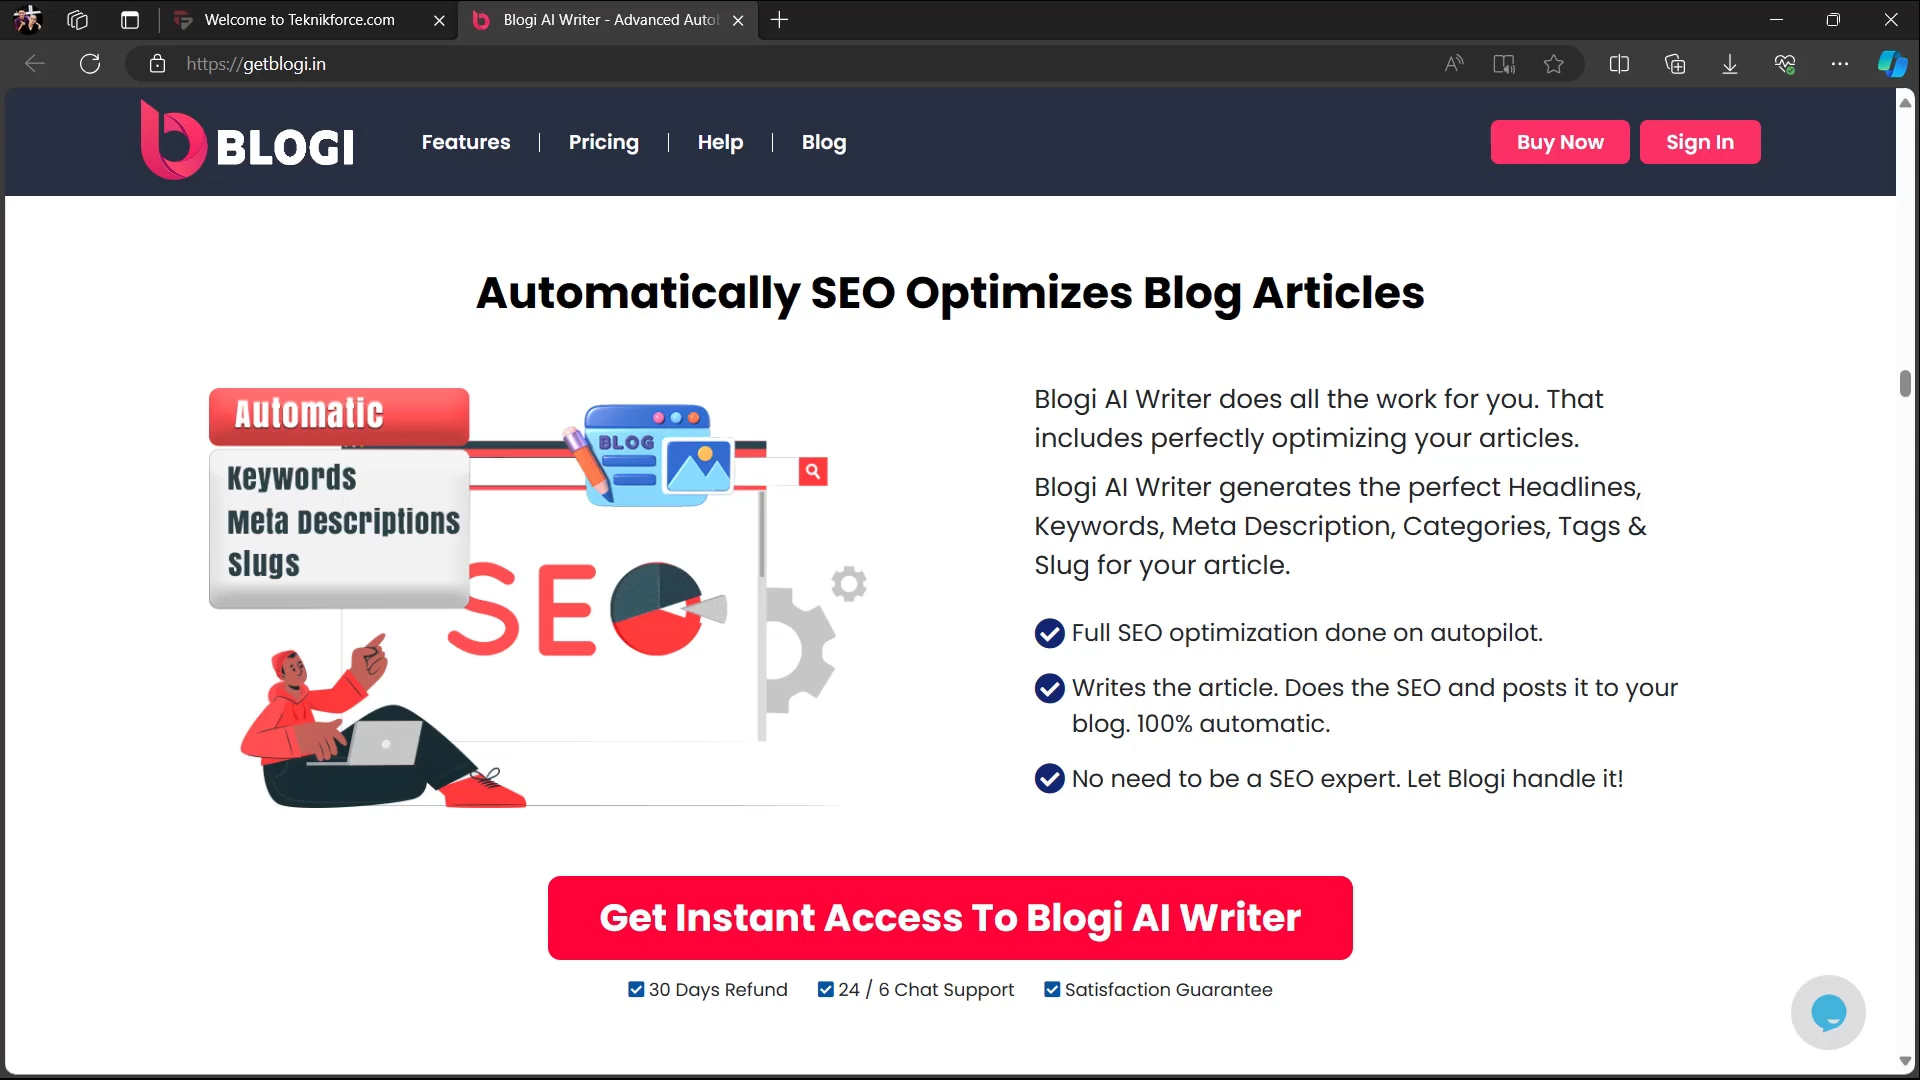 Welcome to Teknikforce.com
Blogi AI Writer - Advanced Autob
https://getblogi.in
BLOGI
Features
Pricing
Help
Blog
Buy Now
Sign In
Automatically SEO Optimizes Blog Articles
Automatic
Keywords
Meta Descriptions
Slugs
BLOG
SEO
Blogi AI Writer does all the work for you. That
includes perfectly optimizing your articles.
Blogi AI Writer generates the perfect Headlines,
Keywords, Meta Description, Categories, Tags &
Slug for your article.
Full SEO optimization done on autopilot.
Writes the article. Does the SEO and posts it to your
blog. 100% automatic.
No need to be a SEO expert. Let Blogi handle it!
Get Instant Access To Blogi AI Writer
30 Days Refund
24 / 6 Chat Support
Satisfaction Guarantee